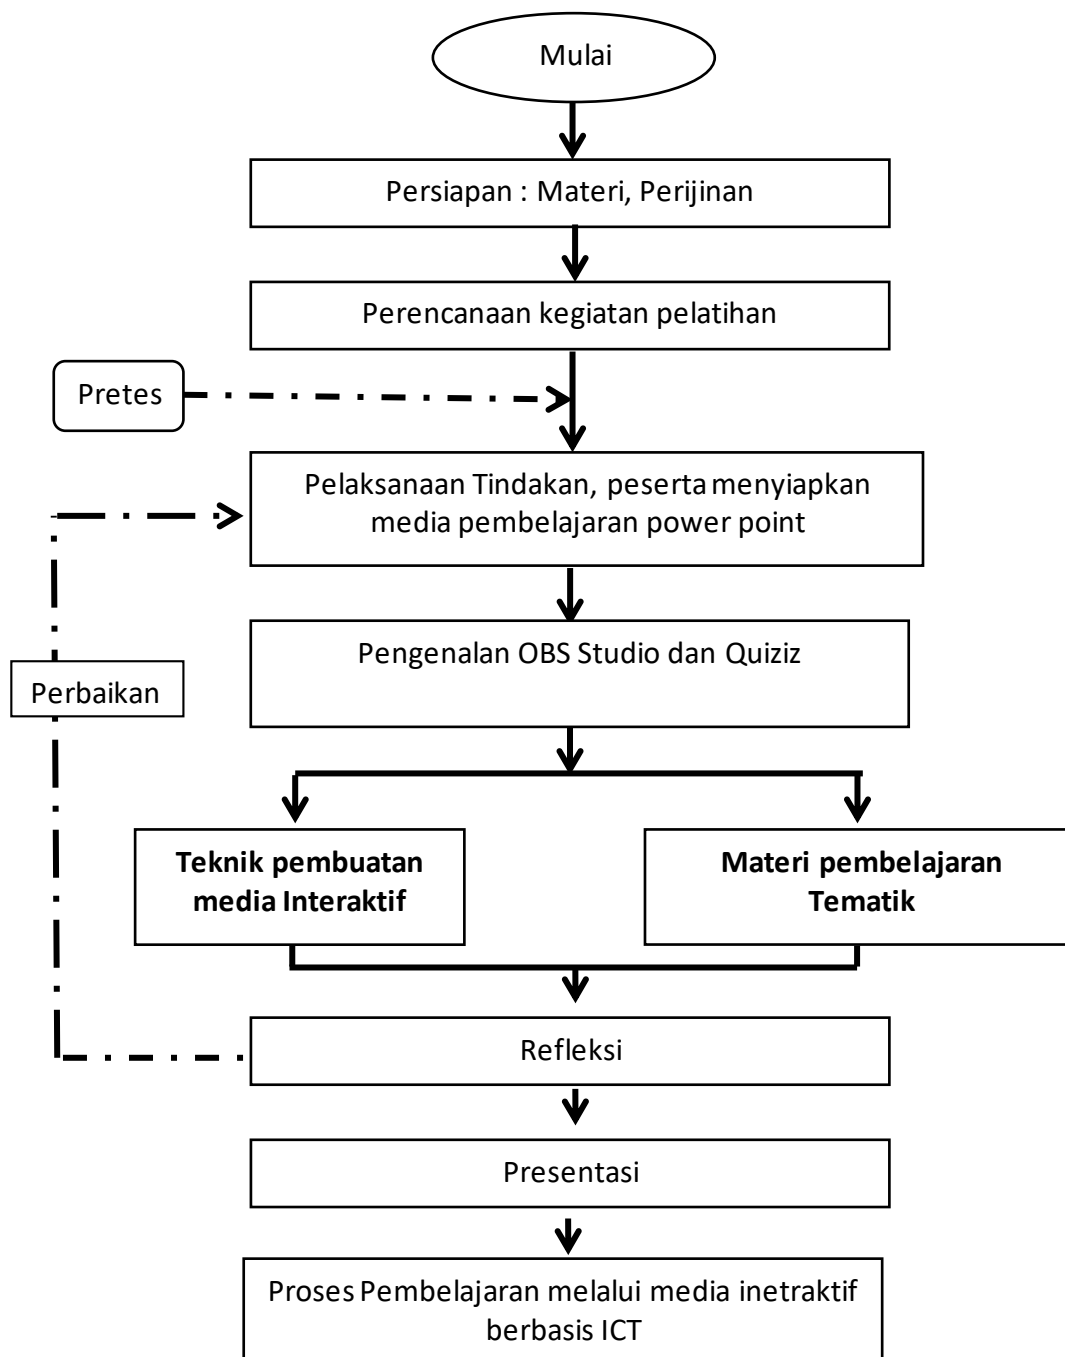 Mulai
Persiapan : Materi, Perijinan
Perencanaan kegiatan pelatihan
Pretes
Pelaksanaan Tindakan, peserta menyiapkan
media pembelajaran power point
Pengenalan OBS Studio dan Quiziz
Perbaikan
Teknik pembuatan
media Interaktif
Materi pembelajaran
Tematik
Refleksi
Presentasi
Proses Pembelajaran melalui media inetraktif
berbasis ICT